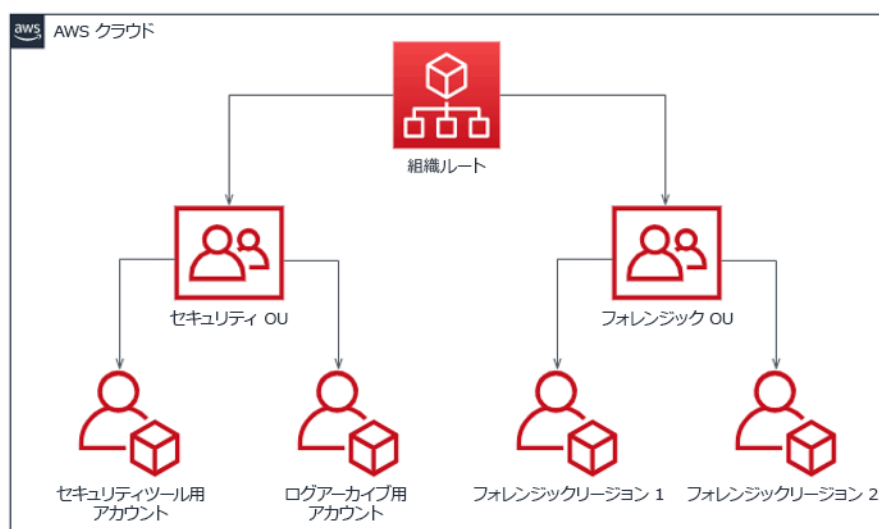 aws
AWS クラウド
組織ルート
セキュリティ OU
フォレンジック OU
セキュリティツール用
アカウント
ログアーカイブ用
アカウント
フォレンジックリージョン 1
フォレンジックリージョン 2